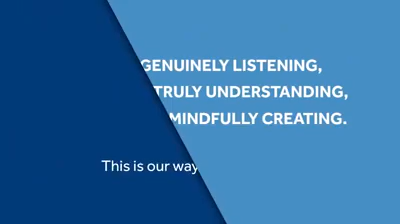 GENUINELY LISTENING,
TRULY UNDERSTANDING,
MINDFULLY CREATING.
This is our way